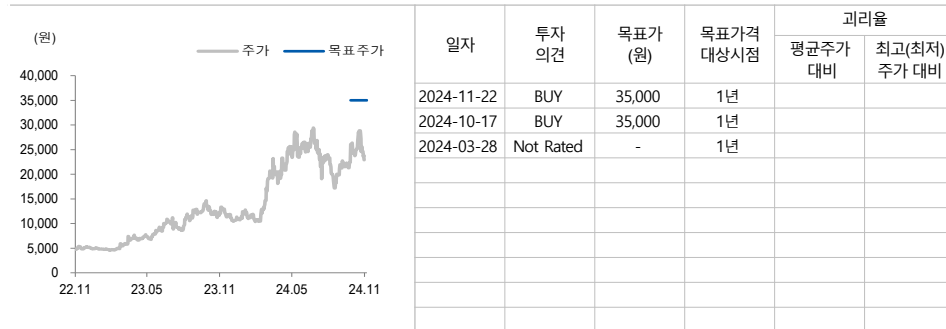 (원)
주가 목표주가
40,000
35,000
30,000
25,000
20,000
15,000
10,000
5,000
0
22.11 23.05 23.11 24.05 24.11
일자 투자의견 목표가(원) 목표가격대상시점 괴리율
평균주가대비 최고(최저)주가 대비
2024-11-22 BUY 35,000 1년
2024-10-17 BUY 35,000 1년
2024-03-28 Not Rated - 1년